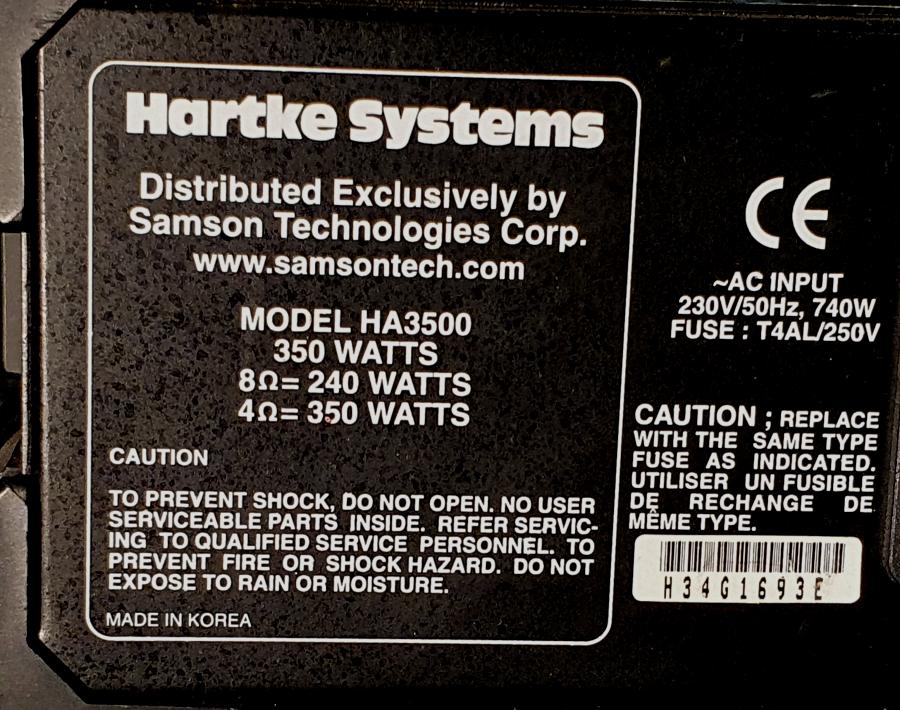 Hartke Systems
Distributed Exclusively by
Samson Technologies Corp.
www.samsontech.com
MODEL HA3500
350 WATTS
8Ω= 240 WATTS
4Ω= 350 WATTS
CAUTION
TO PREVENT SHOCK, DO NOT OPEN. NO USER
SERVICEABLE PARTS INSIDE. REFER SERVIC-
ING TO QUALIFIED SERVICE PERSONNEL. TO
PREVENT FIRE OR SHOCK HAZARD. DO NOT
EXPOSE TO RAIN OR MOISTURE.
MADE IN KOREA
CE
~AC INPUT
230V/50Hz, 740W
FUSE : T4AL/250V
CAUTION ; REPLACE
WITH THE SAME TYPE
FUSE AS INDICATED.
UTILISER UN FUSIBLE
DE RECHANGE DE
MÊME TYPE.
H34G1693E